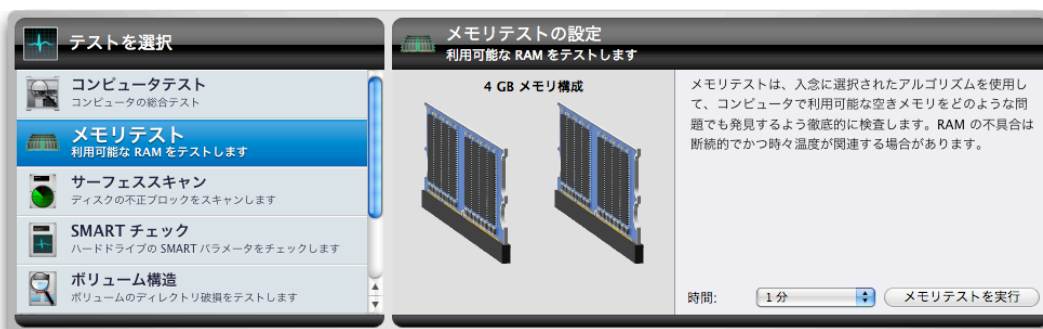 テストを選択
コンピュータテスト
コンピュータの総合テスト
メモリテスト
利用可能な RAM をテストします
サーフェススキャン
ディスクの不正ブロックをスキャンします
SMART チェック
ハードドライブの SMART パラメータをチェックします
ボリューム構造
ボリュームのディレクトリ破損をテストします
メモリテストの設定
利用可能な RAM をテストします
4 GB メモリ構成
メモリテストは、入念に選択されたアルゴリズムを使用し
て、コンピュータで利用可能な空きメモリをどのような問
題でも発見するよう徹底的に検査します。RAM の不具合は
断続的でかつ時々温度が関連する場合があります。
時間:
1 分
メモリテストを実行